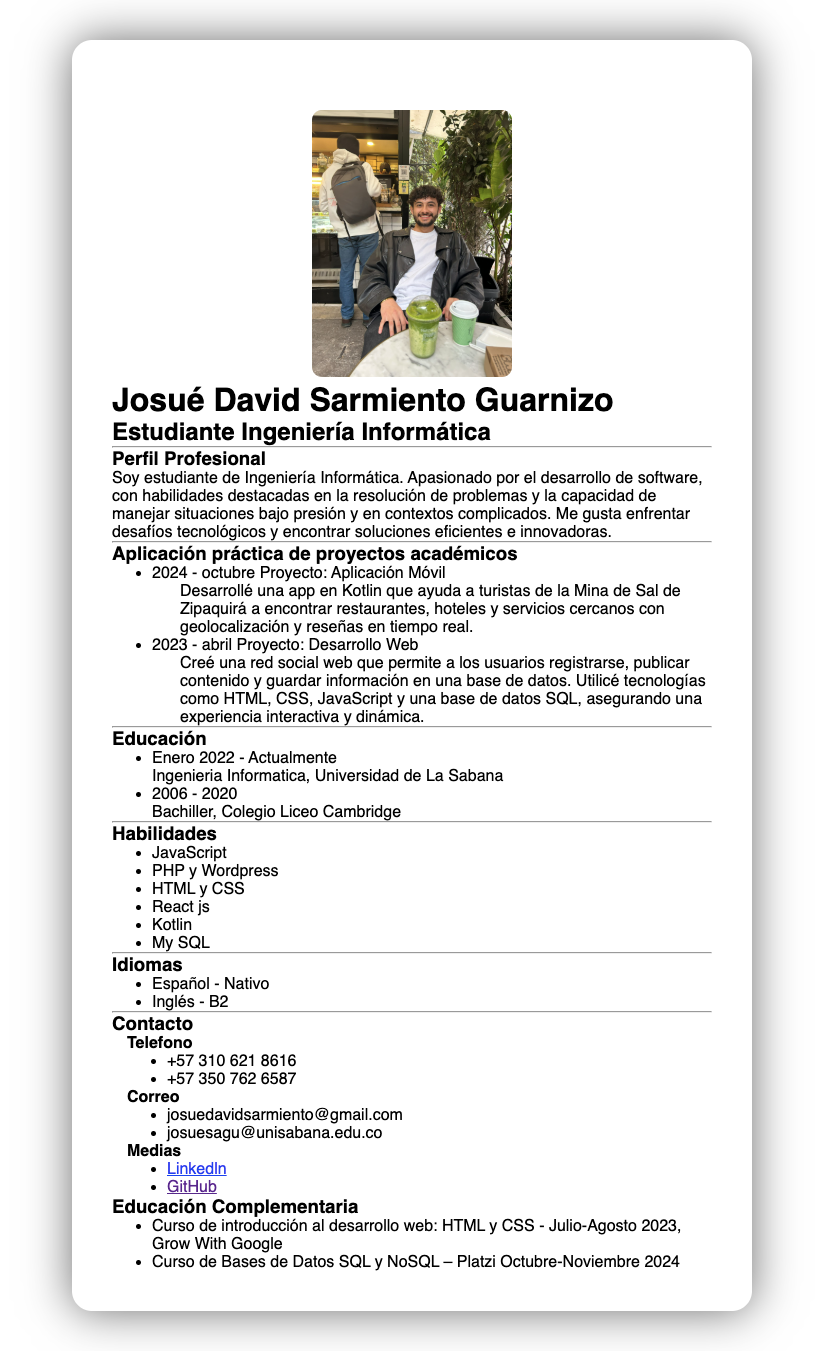 Josué David Sarmiento Guarnizo
Estudiante Ingeniería Informática
Perfil Profesional
Soy estudiante de Ingeniería Informática. Apasionado por el desarrollo de software,
con habilidades destacadas en la resolución de problemas y la capacidad de
manejar situaciones bajo presión y en contextos complicados. Me gusta enfrentar
desafíos tecnológicos y encontrar soluciones eficientes e innovadoras.
Aplicación práctica de proyectos académicos
• 2024 - octubre Proyecto: Aplicación Móvil
Desarrollé una app en Kotlin que ayuda a turistas de la Mina de Sal de
Zipaquirá a encontrar restaurantes, hoteles y servicios cercanos con
geolocalización y reseñas en tiempo real.
• 2023 - abril Proyecto: Desarrollo Web
Creé una red social web que permite a los usuarios registrarse, publicar
contenido y guardar información en una base de datos. Utilicé tecnologías
como HTML, CSS, JavaScript y una base de datos SQL, asegurando una
experiencia interactiva y dinámica.
Educación
• Enero 2022 - Actualmente
Ingenieria Informatica, Universidad de La Sabana
• 2006 - 2020
Bachiller, Colegio Liceo Cambridge
Habilidades
• JavaScript
• PHP y Wordpress
• HTML y CSS
• React js
• Kotlin
• My SQL
Idiomas
• Español - Nativo
• Inglés - B2
Contacto
Telefono
• +57 310 621 8616
• +57 350 762 6587
Correo
• josuedavidsarmiento@gmail.com
• josuesagu@unisabana.edu.co
Medias
• LinkedIn
• GitHub
Educación Complementaria
• Curso de introducción al desarrollo web: HTML y CSS - Julio-Agosto 2023,
Grow With Google
• Curso de Bases de Datos SQL y NoSQL – Platzi Octubre-Noviembre 2024